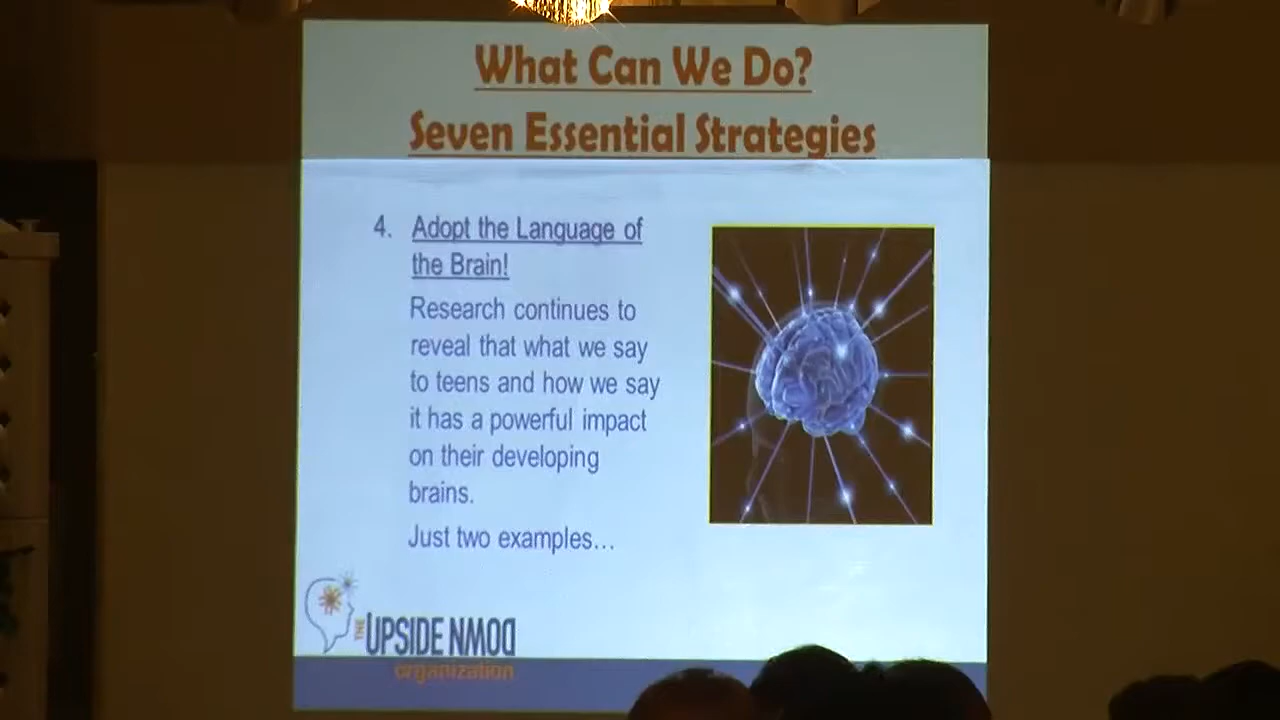 What Can We Do?
Seven Essential Strategies
4. Adopt the Language of
the Brain!
Research continues to
reveal that what we say
to teens and how we say
it has a powerful impact
on their developing
brains.
Just two examples…
THE UPSIDE DOWN
organization